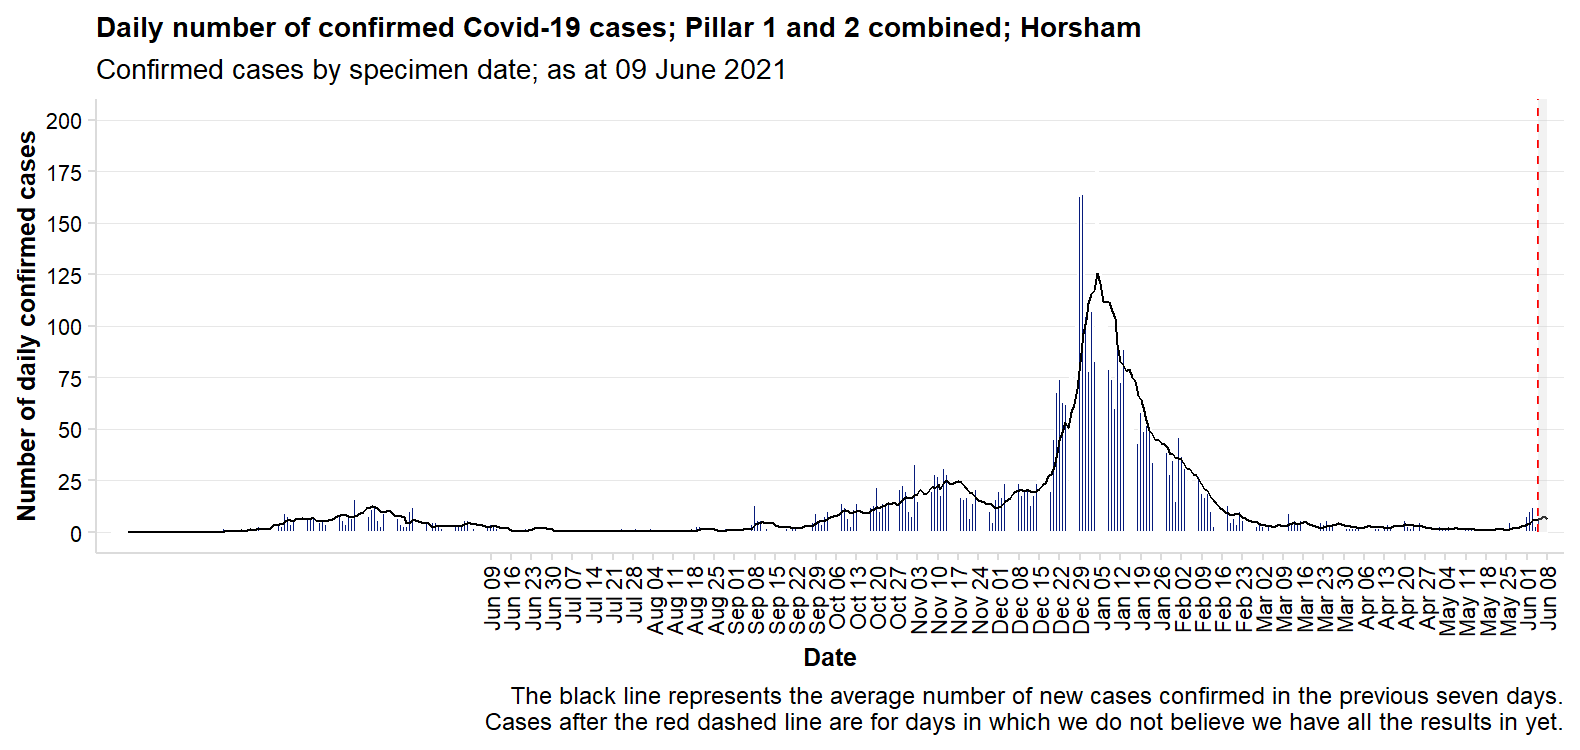 Daily number of confirmed Covid-19 cases; Pillar 1 and 2 combined; Horsham
Confirmed cases by specimen date; as at 09 June 2021
Number of daily confirmed cases
200
175
150
125
100
75
50
25
0
Jun 09
Jun 16
Jun 23
Jun 30
Jul 07
Jul 14
Jul 21
Jul 28
Aug 04
Aug 11
Aug 18
Aug 25
Sep 01
Sep 08
Sep 15
Sep 22
Sep 29
Oct 06
Oct 13
Oct 20
Oct 27
Nov 03
Nov 10
Nov 17
Nov 24
Dec 01
Dec 08
Dec 15
Dec 22
Dec 29
Jan 05
Jan 12
Jan 19
Jan 26
Feb 02
Feb 09
Feb 16
Feb 23
Mar 02
Mar 09
Mar 16
Mar 23
Mar 30
Apr 06
Apr 13
Apr 20
Apr 27
May 04
May 11
May 18
May 25
Jun 01
Jun 08
Date
The black line represents the average number of new cases confirmed in the previous seven days.
Cases after the red dashed line are for days in which we do not believe we have all the results in yet.